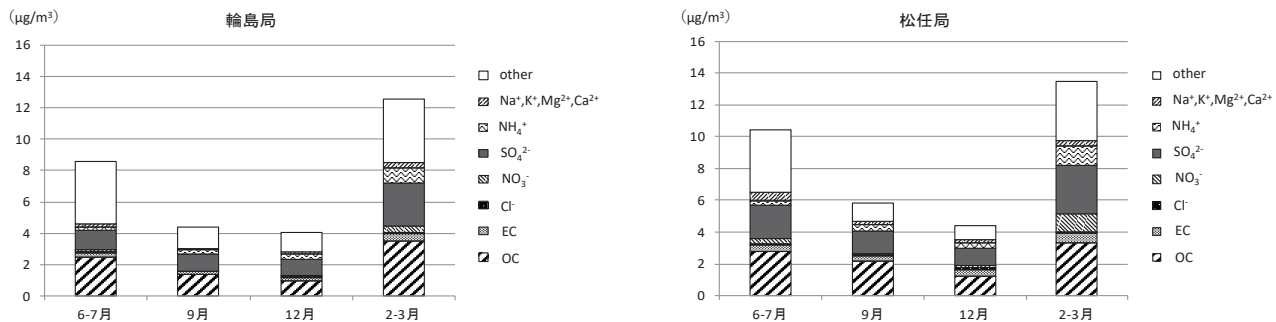 （μg/m³）
輪島局
16
14
12
10
8
6
4
2
0
6-7月 9月 12月 2-3月
other
Na⁺,K⁺,Mg²⁺,Ca²⁺
NH₄⁺
SO₄²⁻
NO₃⁻
Cl⁻
EC
OC
（μg/m³）
松任局
16
14
12
10
8
6
4
2
0
6-7月 9月 12月 2-3月
other
Na⁺,K⁺,Mg²⁺,Ca²⁺
NH₄⁺
SO₄²⁻
NO₃⁻
Cl⁻
EC
OC